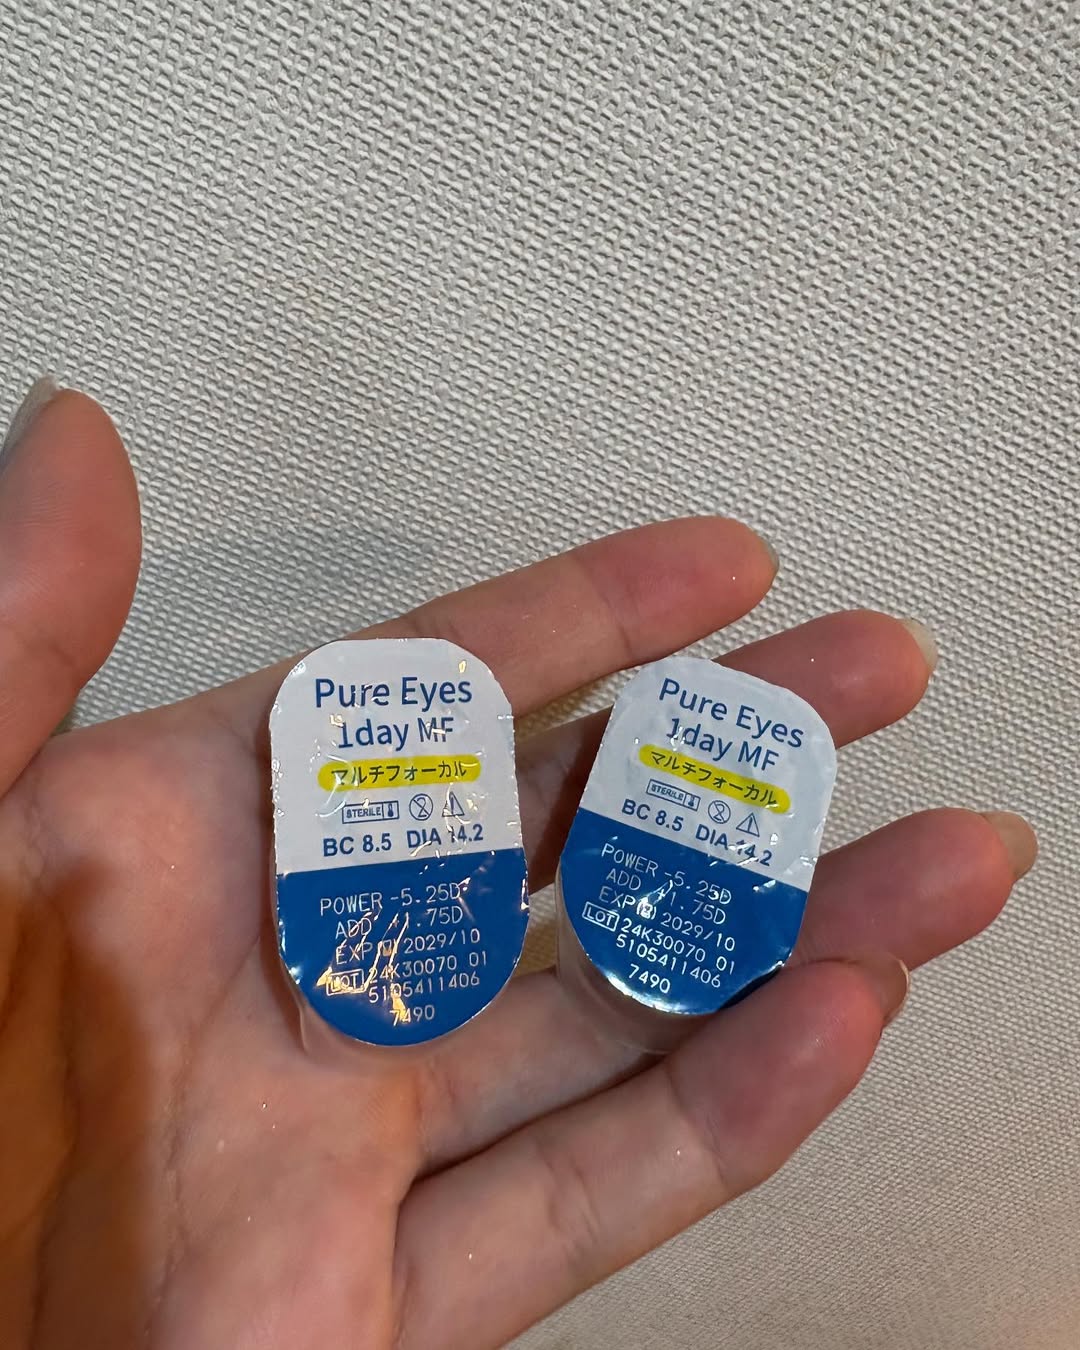 Pure Eyes
1day MF
マルチフォーカル
STERILE
BC 8.5 DIA 14.2
POWER -5.25D
ADD +1.75D
EXP 2029/10
LOT 24K30070 01
5105411406
7490
Pure Eyes
1day MF
マルチフォーカル
STERILE
BC 8.5 DIA 14.2
POWER -5.25D
ADD +1.75D
EXP 2029/10
LOT 24K30070 01
5105411406
7490